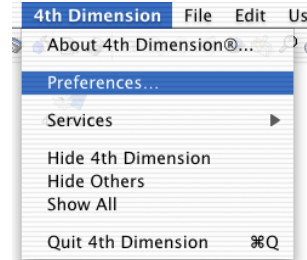 4th Dimension File Edit Us
About 4th Dimension®...
Preferences...
Services
Hide 4th Dimension
Hide Others
Show All
Quit 4th Dimension ⌘Q